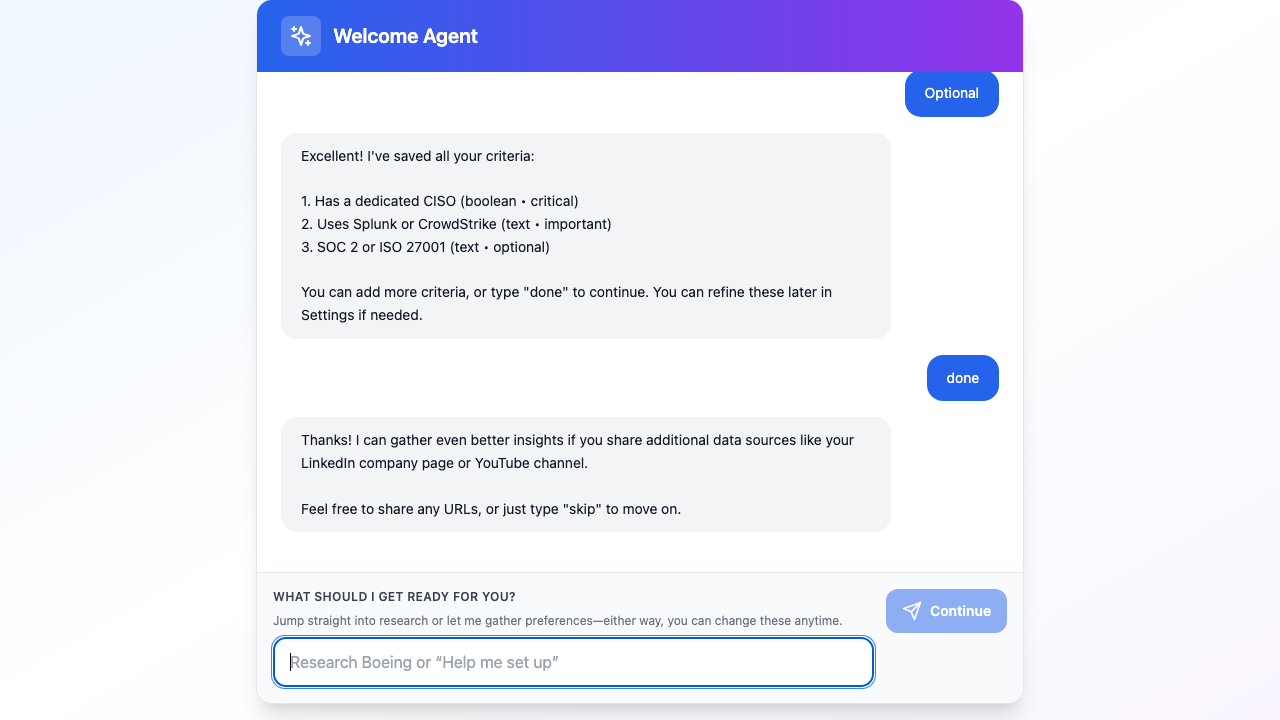 Welcome Agent
Optional
Excellent! I've saved all your criteria:
1. Has a dedicated CISO (boolean • critical)
2. Uses Splunk or CrowdStrike (text • important)
3. SOC 2 or ISO 27001 (text • optional)
You can add more criteria, or type "done" to continue. You can refine these later in
Settings if needed.
done
Thanks! I can gather even better insights if you share additional data sources like your
LinkedIn company page or YouTube channel.
Feel free to share any URLs, or just type "skip" to move on.
WHAT SHOULD I GET READY FOR YOU?
Jump straight into research or let me gather preferences—either way, you can change these anytime.
Research Boeing or “Help me set up”
Continue